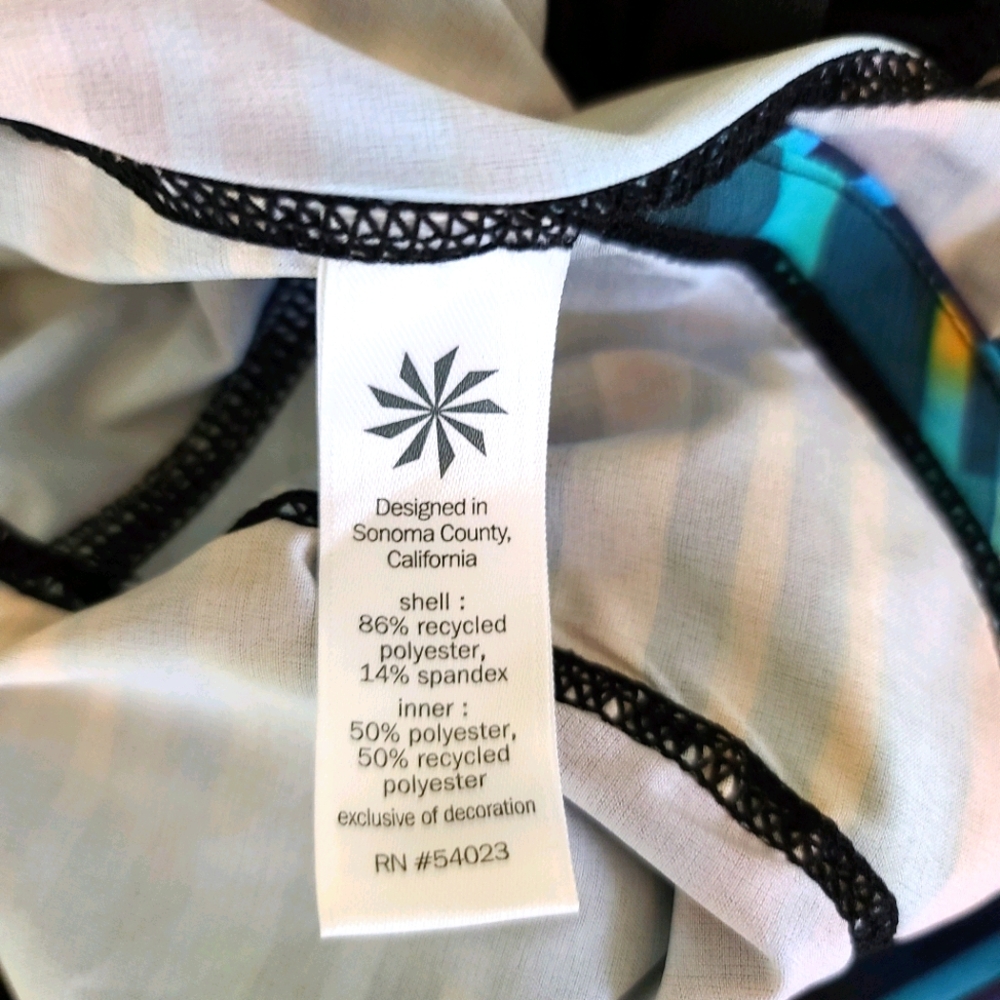 Designed in
Sonoma County,
California
shell :
86% recycled
polyester,
14% spandex
inner :
50% polyester,
50% recycled
polyester
exclusive of decoration
RN #54023